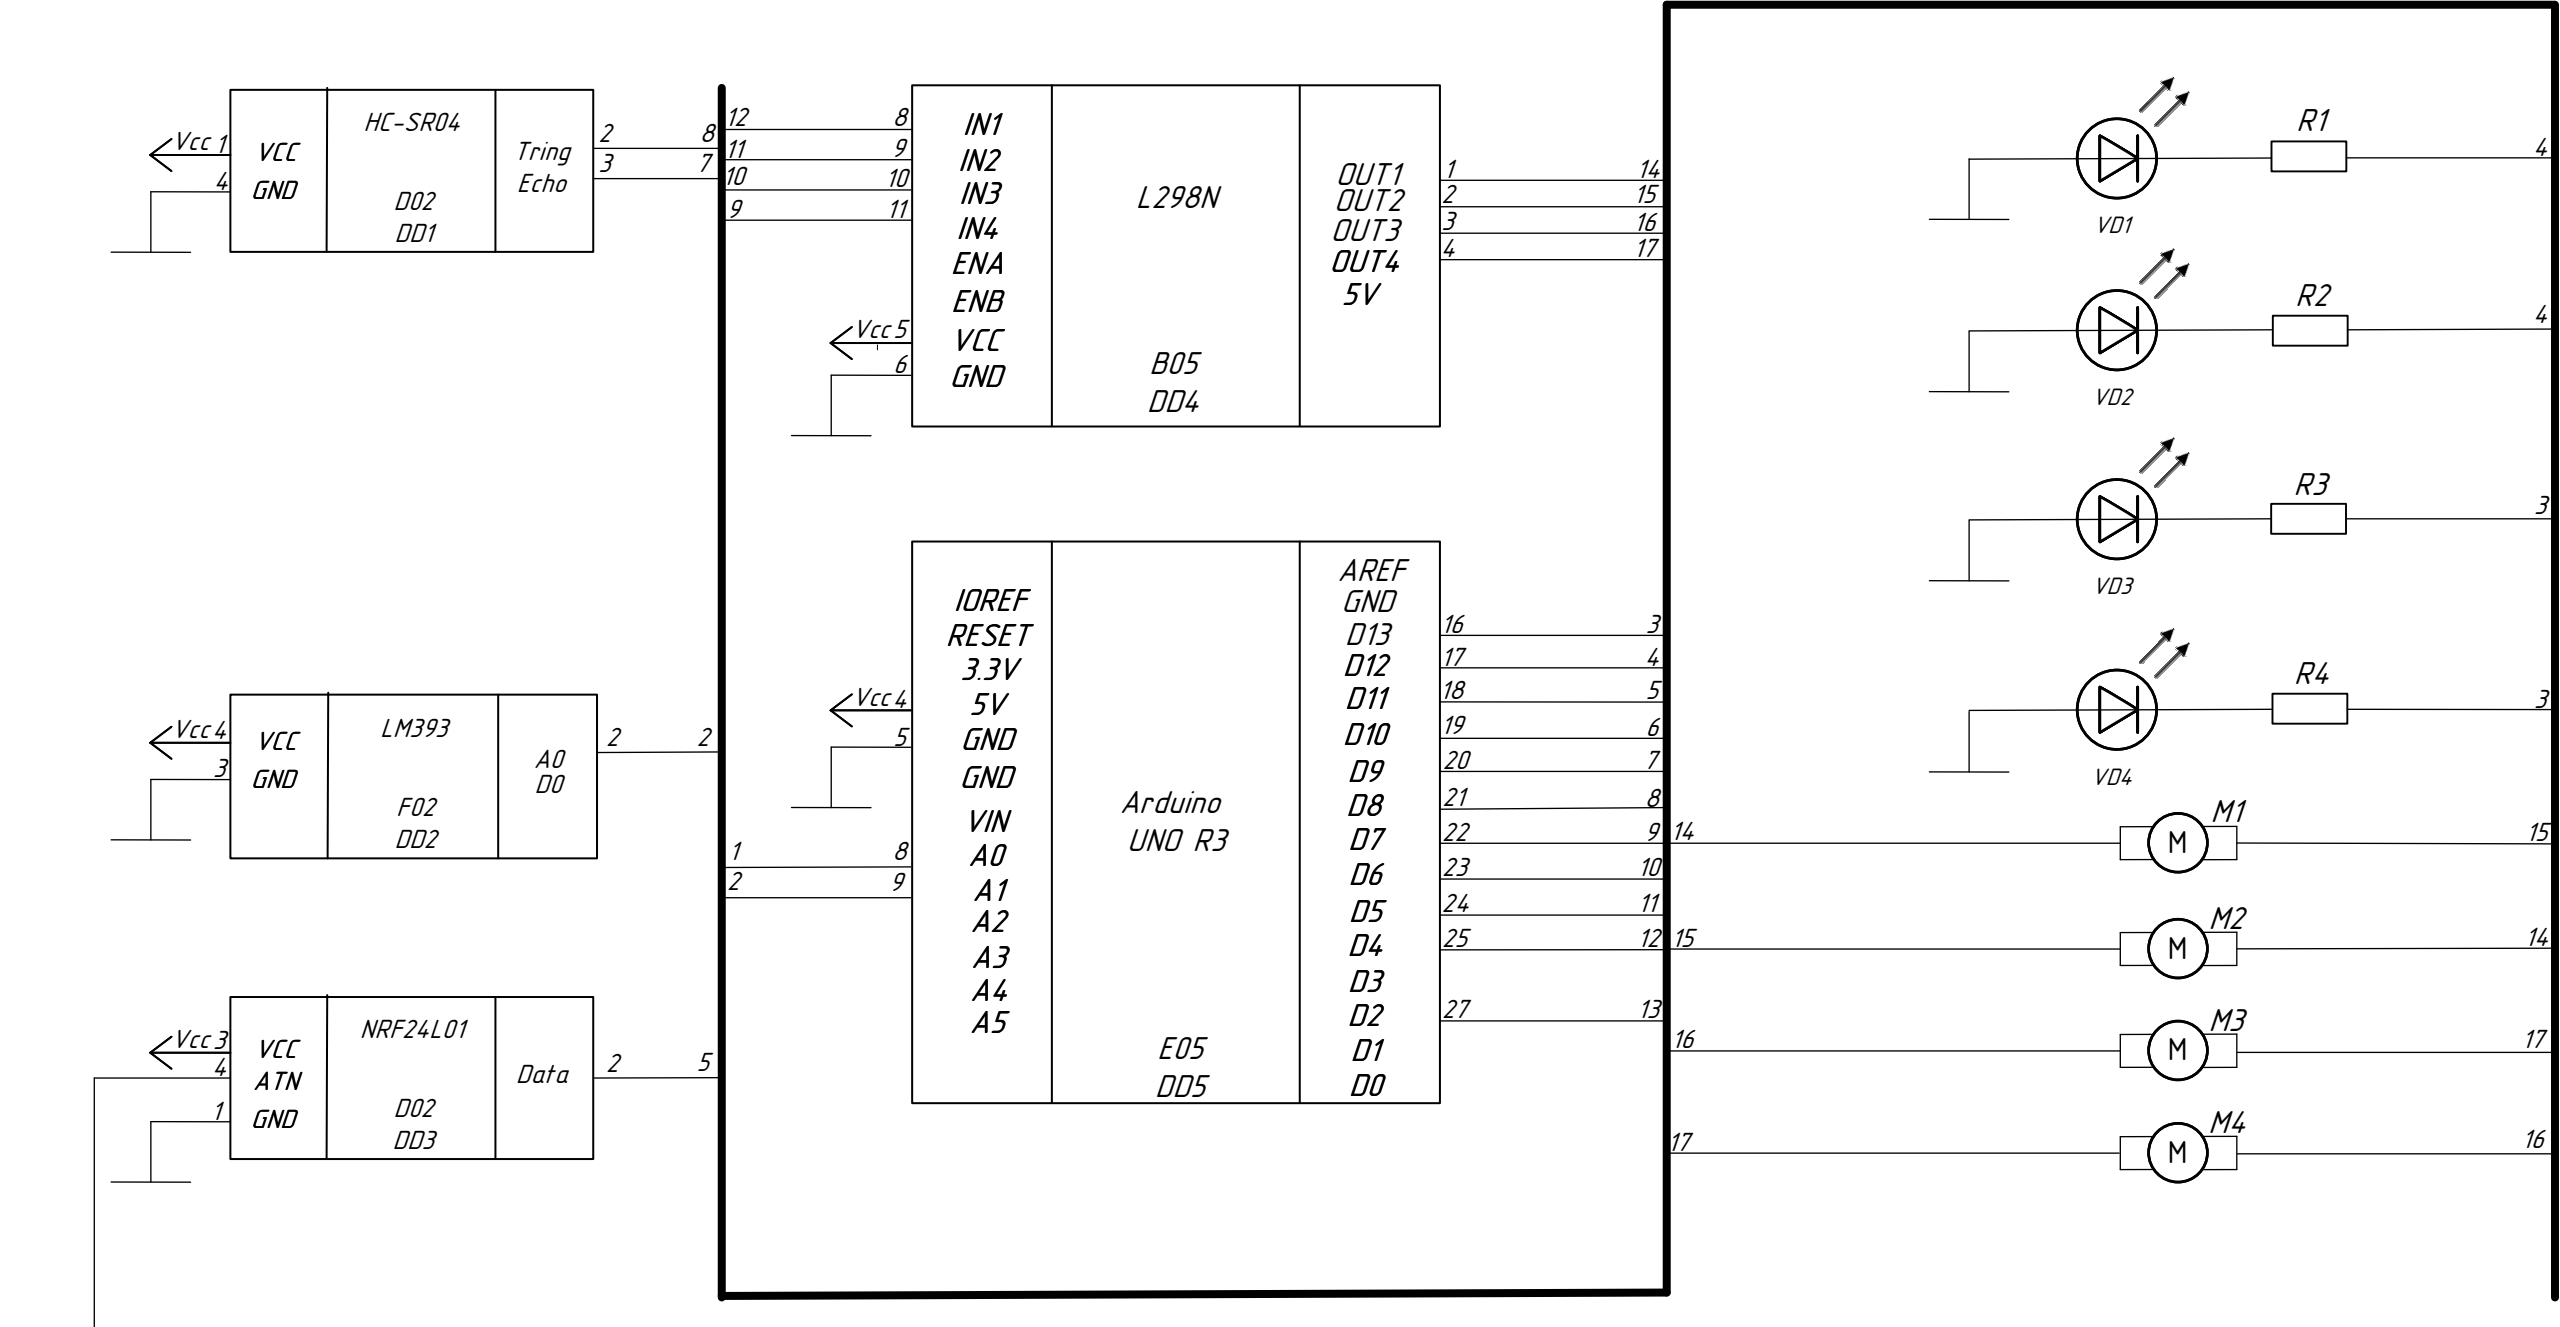 HC-SR04
Vcc 1
VCC
4
GND
D02
DD1
Tring
Echo
2
3
8
7
12
11
10
9
8
9
10
11
IN1
IN2
IN3
IN4
ENA
ENB
Vcc 5
VCC
6
GND
L298N
B05
DD4
OUT1
OUT2
OUT3
OUT4
5V
1
2
3
4
14
15
16
17
R1
4
VD1
R2
4
VD2
R3
3
VD3
R4
3
VD4
LM393
Vcc 4
VCC
3
GND
F02
DD2
A0
D0
2
2
NRF24L01
Vcc 3
VCC
4
ATN
1
GND
D02
DD3
Data
2
5
IOREF
RESET
3.3V
Vcc 4
5V
5
GND
GND
VIN
1
8
A0
2
9
A1
A2
A3
A4
A5
Arduino
UNO R3
E05
DD5
AREF
GND
D13
D12
D11
D10
D9
D8
D7
D6
D5
D4
D3
D2
D1
D0
16
17
18
19
20
21
22
23
24
25
27
3
4
5
6
7
8
9
10
11
12
13
14
M
M1
15
15
M
M2
14
16
M
M3
17
17
M
M4
16